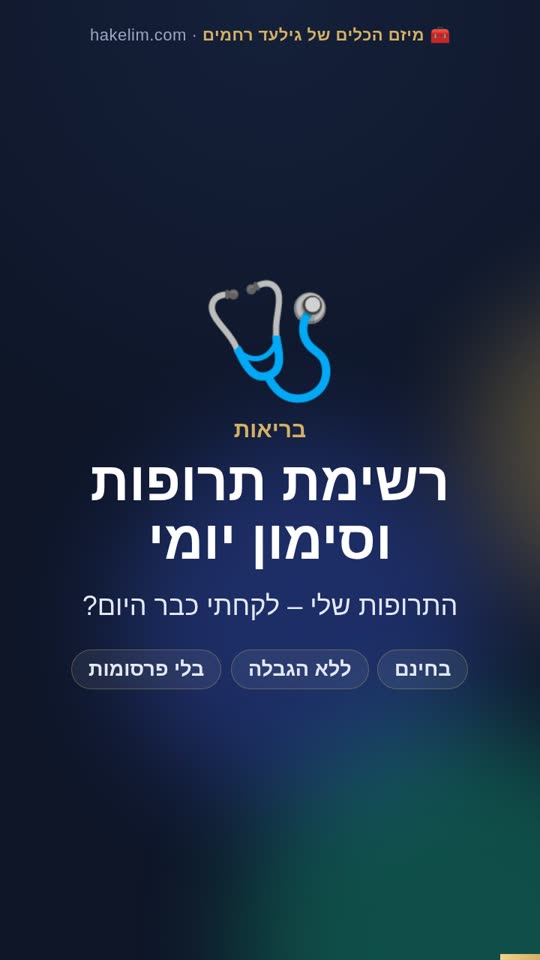 🧰 מיזם הכלים של גילעד רחמים · hakelim.com
בריאות
רשימת תרופות
וסימון יומי
התרופות שלי – לקחתי כבר היום?
בחינם
ללא הגבלה
בלי פרסומות